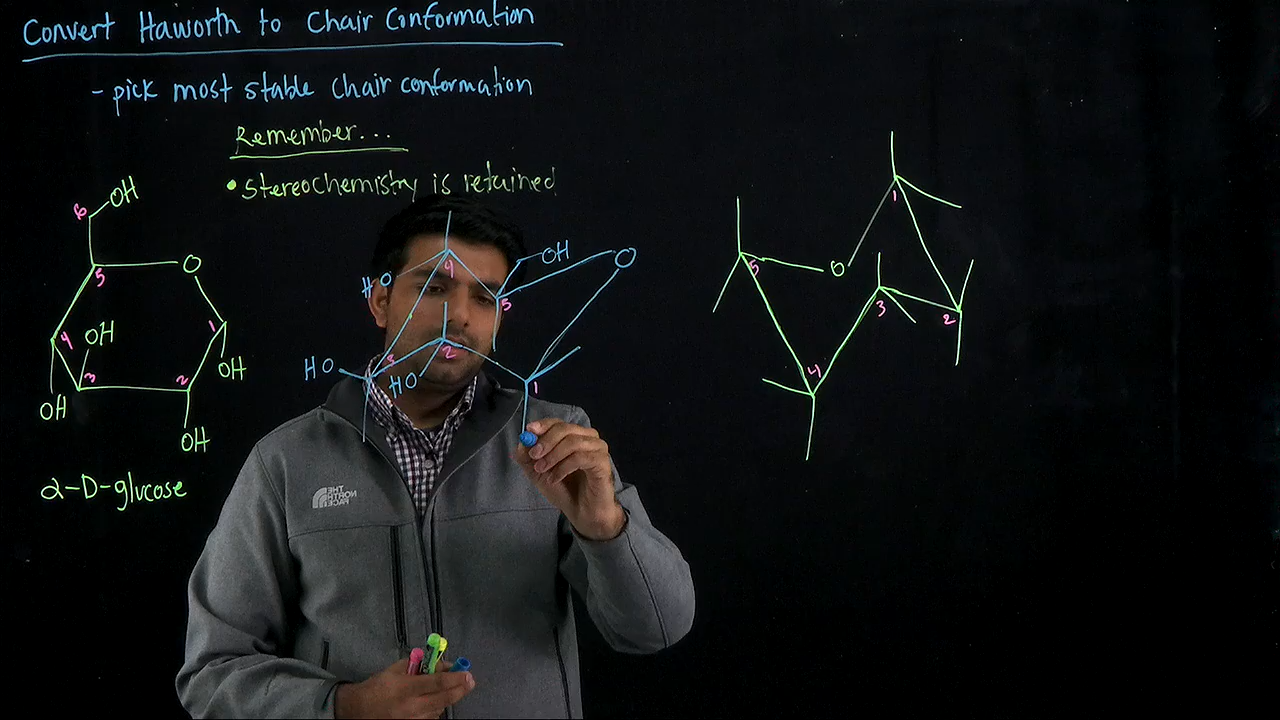 Convert Haworth to Chair Conformation
- pick most stable Chair conformation
Remember...
• Stereochemistry is retained
6 OH
5 O
4 OH 1
3 2 OH
OH
OH
α-D-glucose
4 OH O
HO 5
3 2
HO HO 1
THE
NORTH
FACE
1
5 O
3 2
4